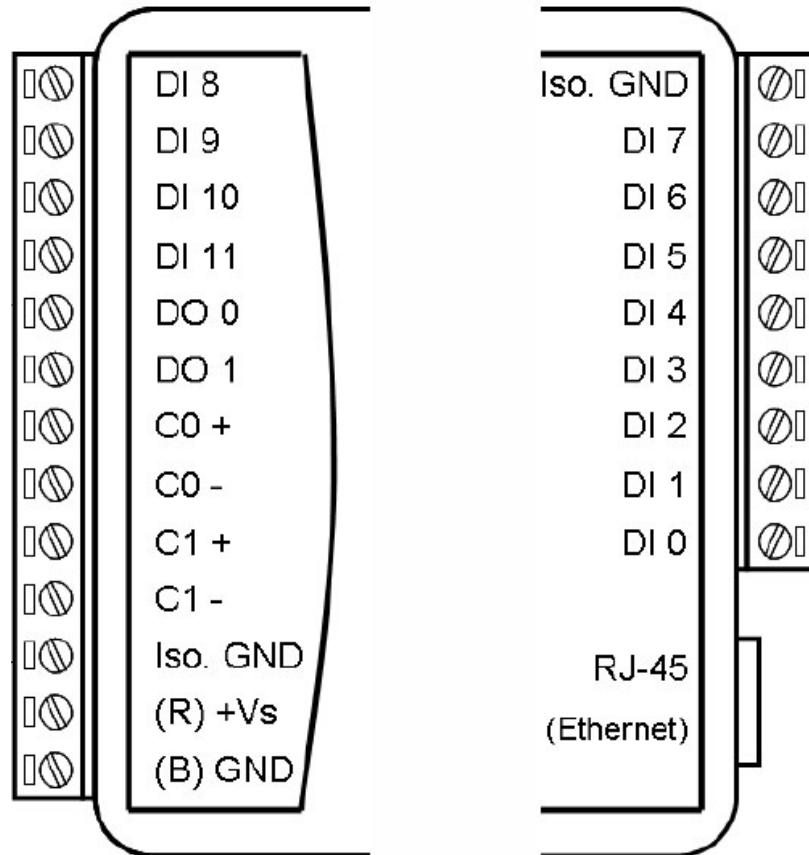 DI 8
DI 9
DI 10
DI 11
DO 0
DO 1
C0 +
C0 -
C1 +
C1 -
Iso. GND
(R) +Vs
(B) GND
Iso. GND
DI 7
DI 6
DI 5
DI 4
DI 3
DI 2
DI 1
DI 0
RJ-45
(Ethernet)